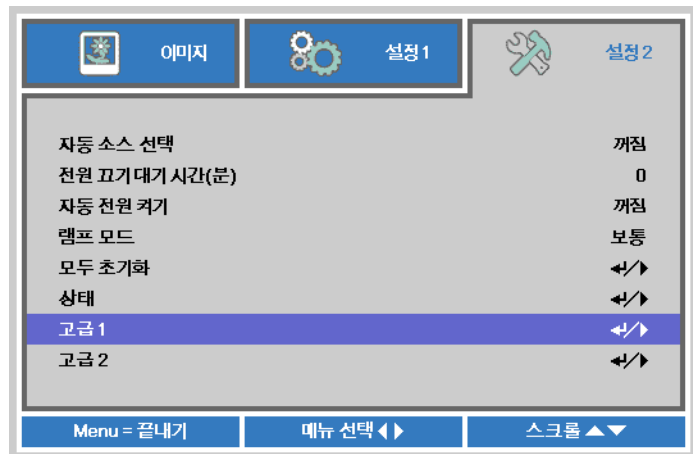 이미지 설정 1 설정 2
자동 소스 선택 꺼짐
전원 끄기 대기 시간(분) 0
자동 전원 켜기 꺼짐
램프 모드 보통
모두 초기화 ↵/▶
상태 ↵/▶
고급 1 ↵/▶
고급 2 ↵/▶
Menu = 끝내기 메뉴 선택 ◀▶ 스크롤 ▲▼